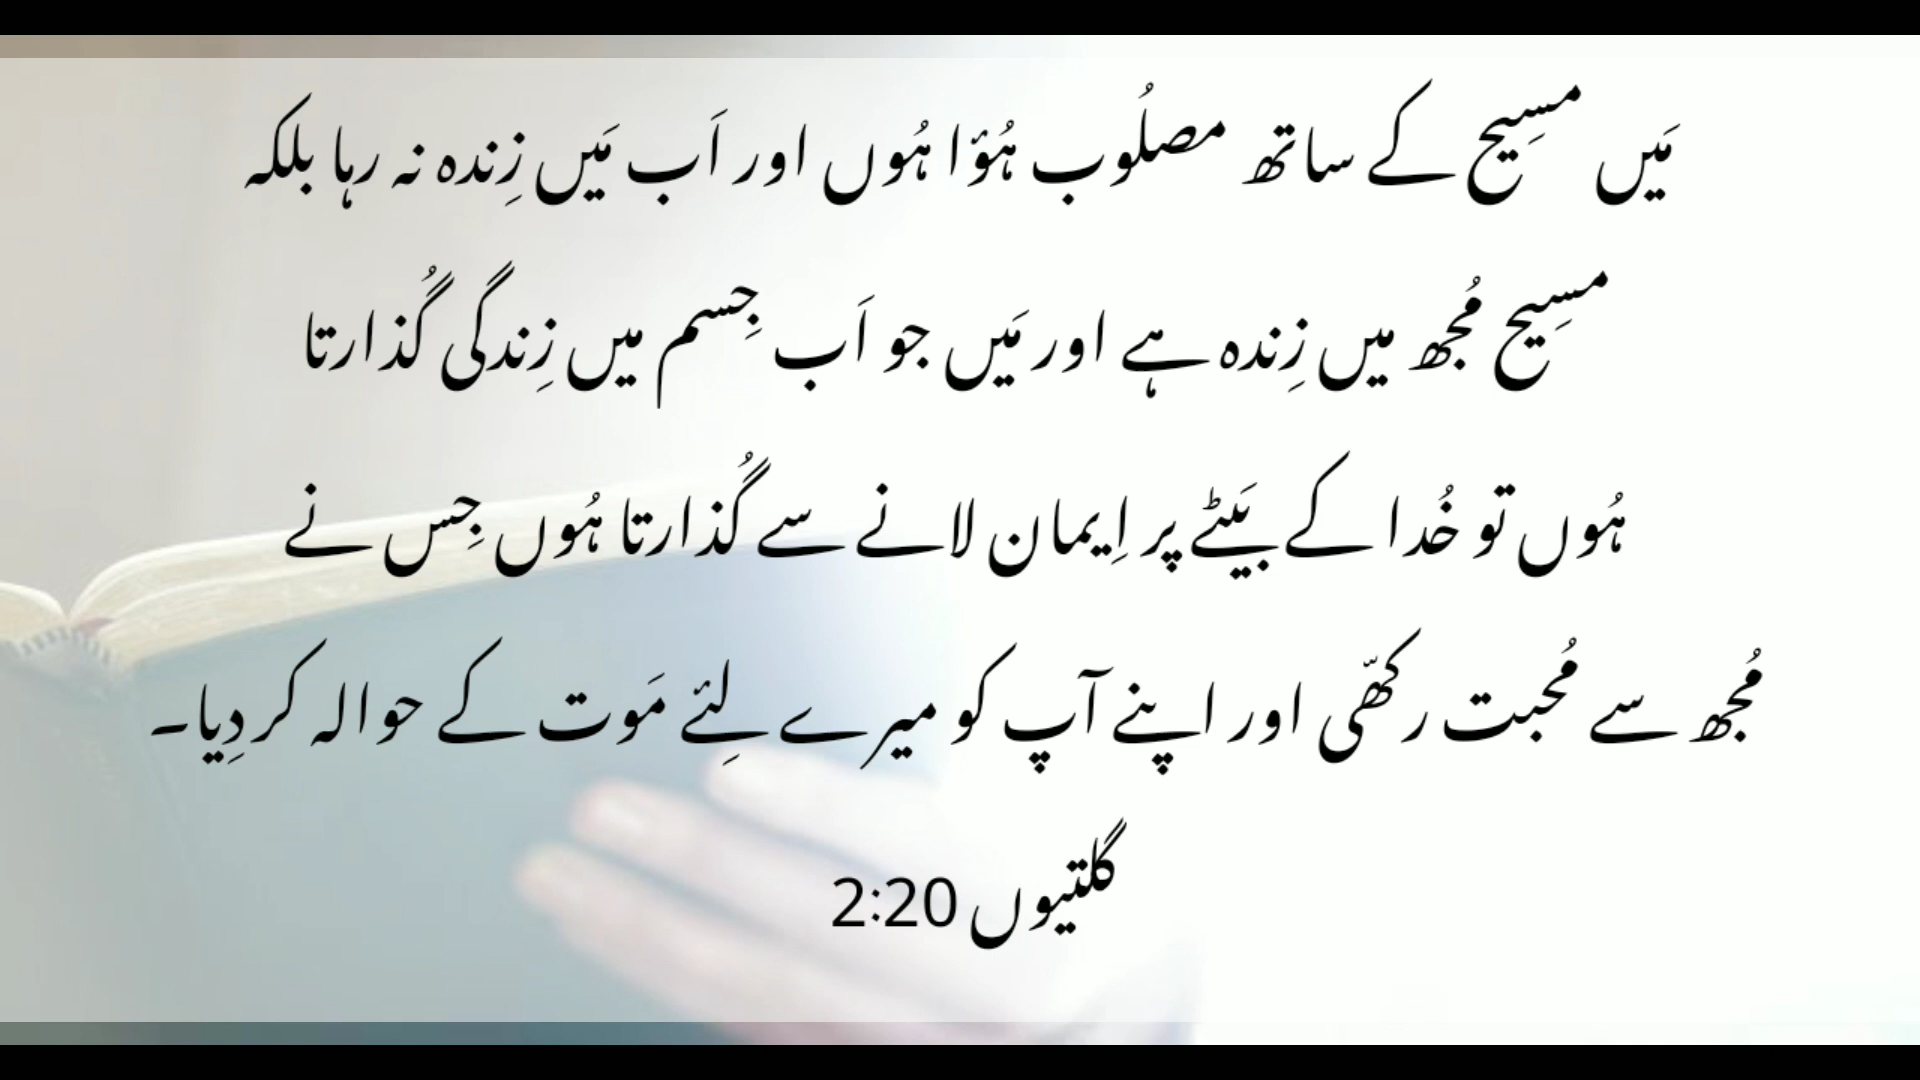 مَیں مسِیح کے ساتھ مصلُوب ہُؤا ہُوں اور اَب مَیں زِندہ نہ رہا بلکہ
مسِیح مُجھ میں زِندہ ہے اور مَیں جو اَب جِسم میں زِندگی گُذارتا
ہُوں تو خُدا کے بَیٹے پر اِیمان لانے سے گُذارتا ہُوں جِس نے
مُجھ سے مُحبت رکھّی اور اپنے آپ کو میرے لِئے مَوت کے حوالہ کر دِیا۔
گلتیوں 2:20